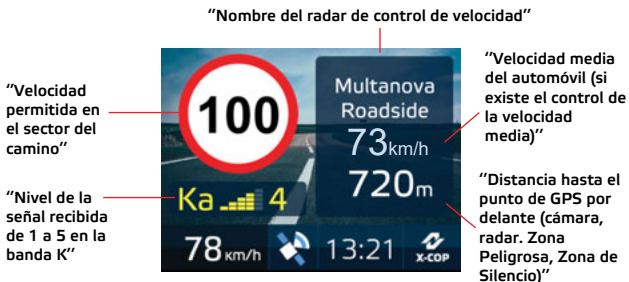 "Nombre del radar de control de velocidad"
"Velocidad
permitida en
el sector del
camino"
"Nivel de la
señal recibida
de 1 a 5 en la
banda K"
100
Multanova
Roadside
73km/h
720m
Ka 4
78 km/h 13:21 X-COP
"Velocidad media
del automóvil (si
existe el control de
la velocidad
media)"
"Distancia hasta el
punto de GPS por
delante (cámara,
radar. Zona
Peligrosa, Zona de
Silencio)"